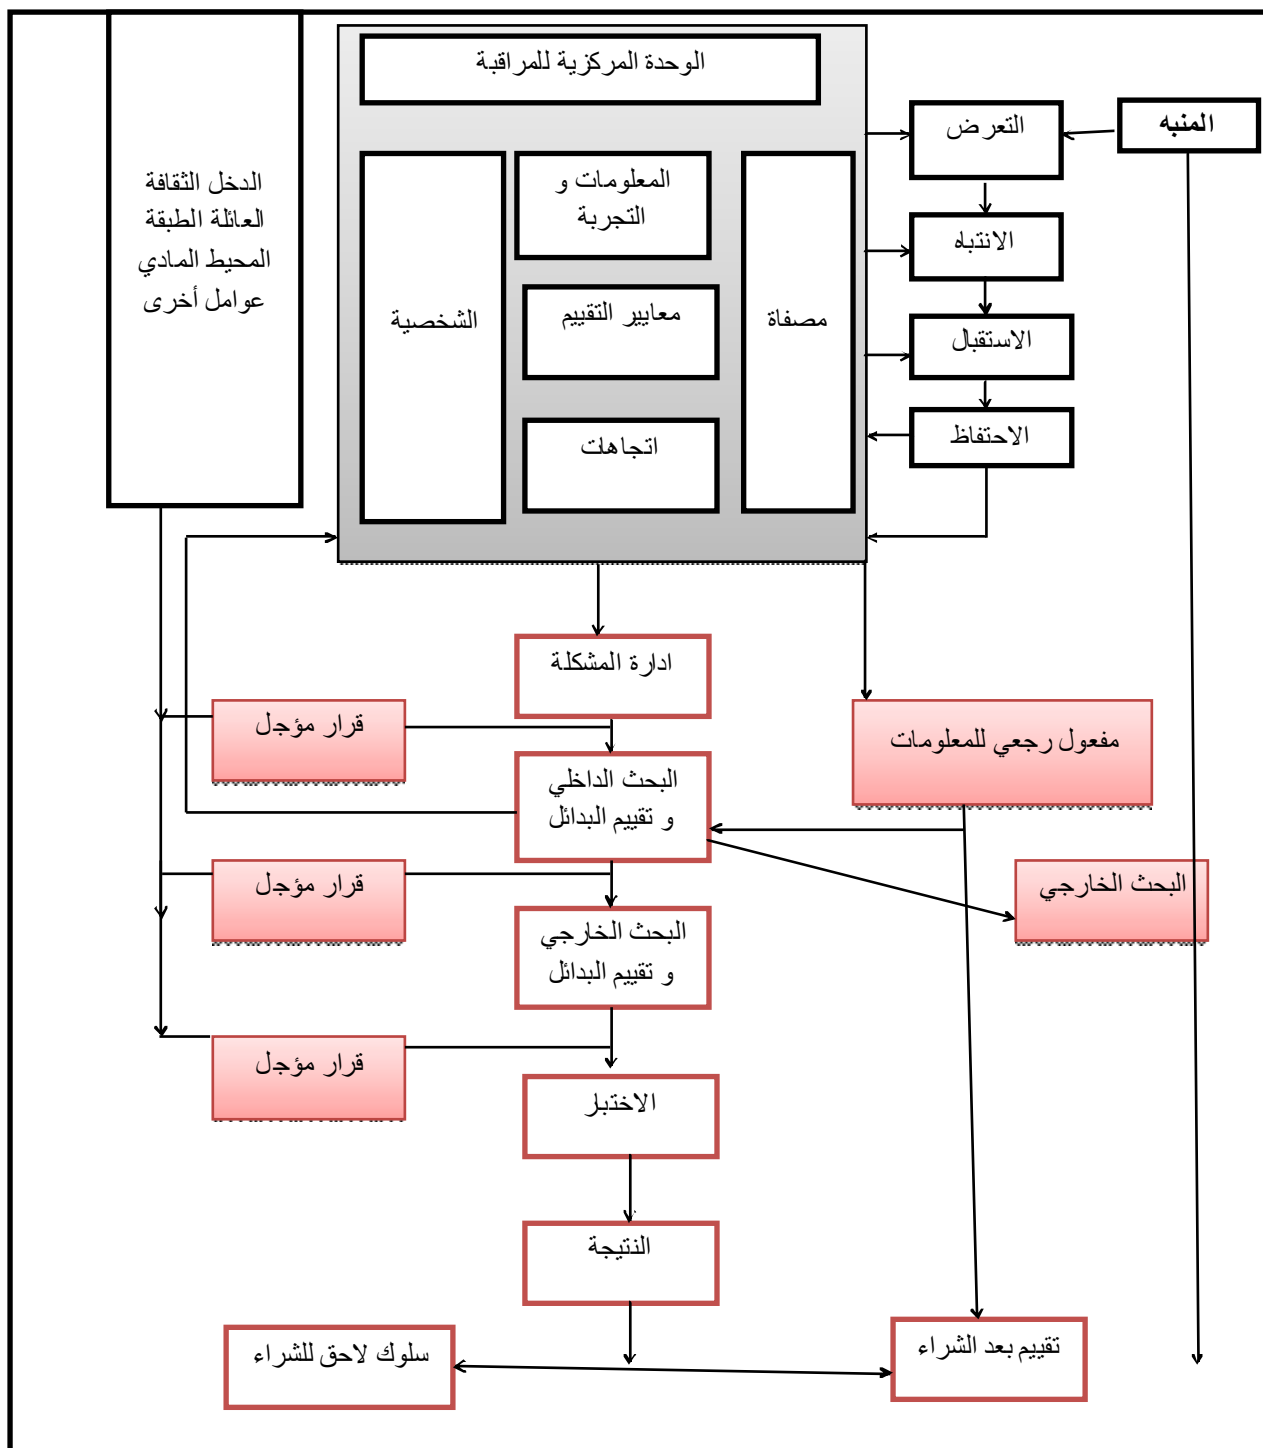 الوحدة المركزية للمراقبة
المنبه
التعرض
الدخل الثقافة
العائلة الطبقة
المحيط المادي
عوامل أخرى
الشخصية
المعلومات و
التجربة
معايير التقييم
اتجاهات
مصفاة
الانتباه
الاستقبال
الاحتفاظ
ادارة المشكلة
قرار مؤجل
مفعول رجعي للمعلومات
البحث الداخلي
و تقييم البدائل
قرار مؤجل
البحث الخارجي
البحث الخارجي
و تقييم البدائل
قرار مؤجل
الاختبار
النتيجة
تقييم بعد الشراء
سلوك لاحق للشراء